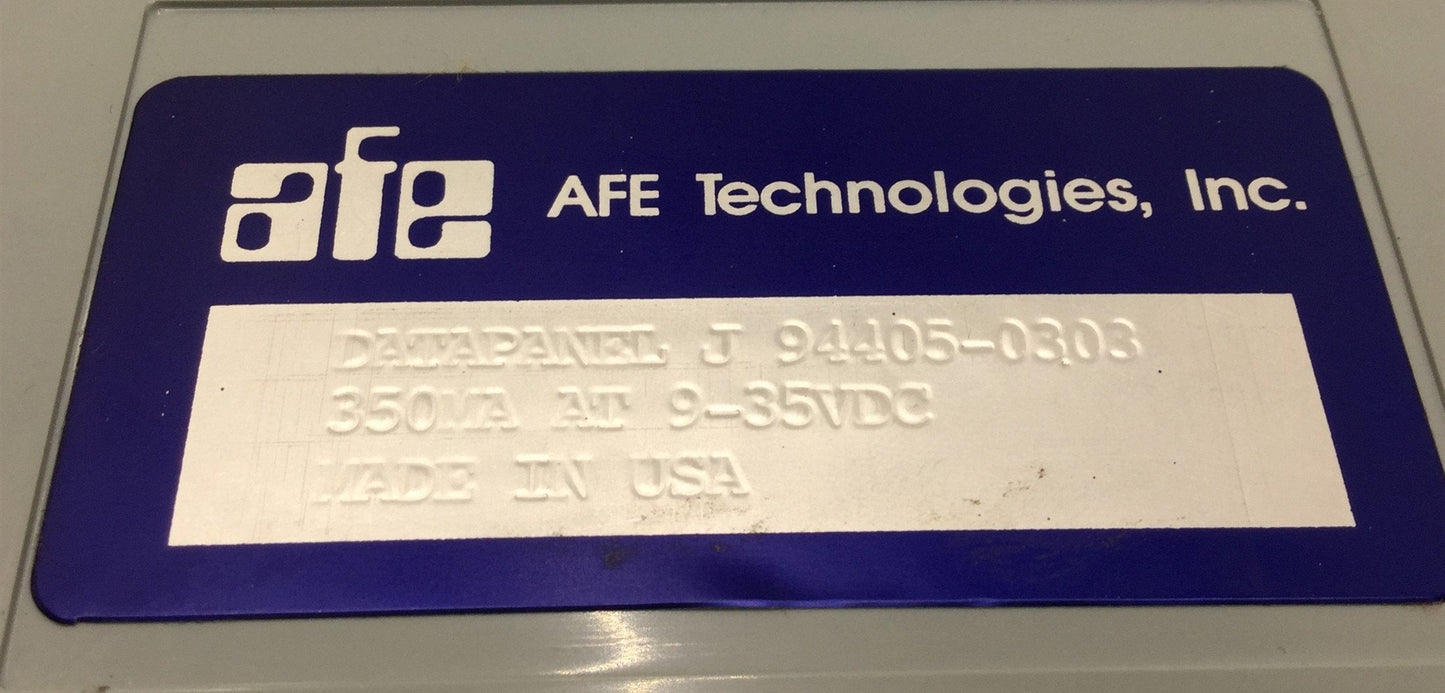 afe AFE Technologies, Inc.
DATAPANEL J 94405-0303
350MA AT 9-35VDC
MADE IN USA